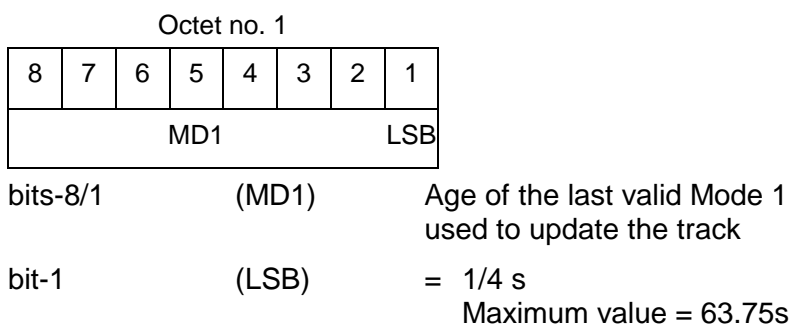 Octet no. 1
8 7 6 5 4 3 2 1
MD1 LSB
bits-8/1 (MD1) Age of the last valid Mode 1
used to update the track
bit-1 (LSB) = 1/4 s
Maximum value = 63.75s